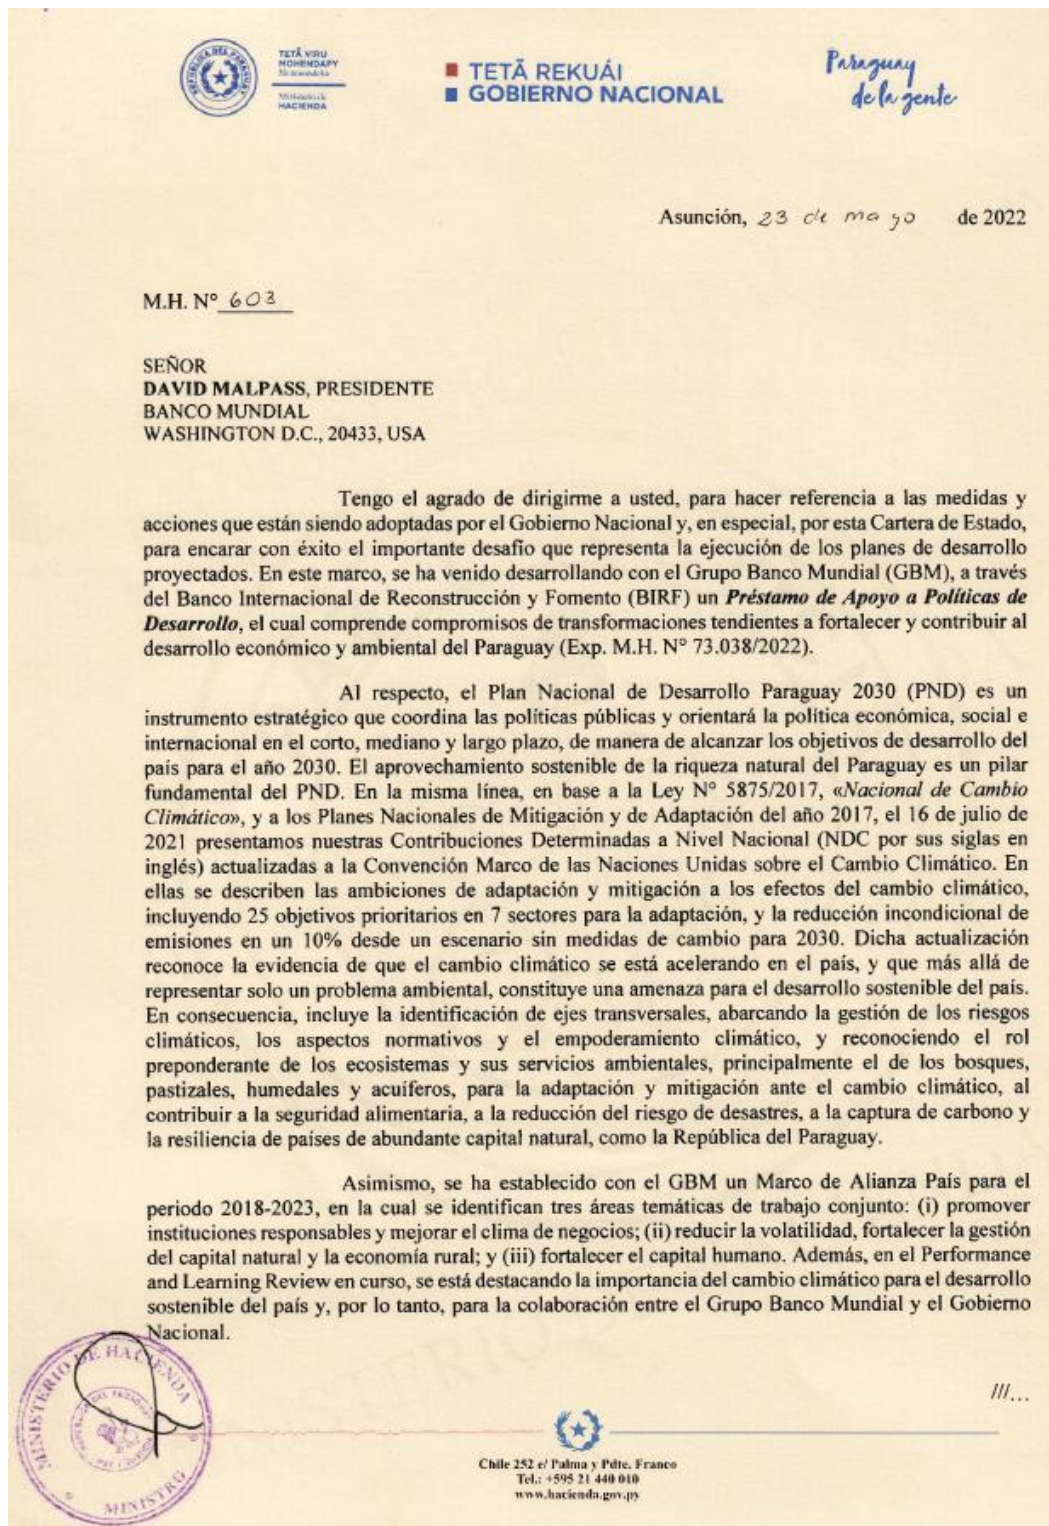 TETÃ VIRU
MOHENDAPY
Motenondeha
Ministerio de
HACIENDA
TETÃ REKUÁI
GOBIERNO NACIONAL
Paraguay
de la gente
Asunción, 23 de mayo de 2022
M.H. N° 603
SEÑOR
DAVID MALPASS, PRESIDENTE
BANCO MUNDIAL
WASHINGTON D.C., 20433, USA
Tengo el agrado de dirigirme a usted, para hacer referencia a las medidas y
acciones que están siendo adoptadas por el Gobierno Nacional y, en especial, por esta Cartera de Estado,
para encarar con éxito el importante desafío que representa la ejecución de los planes de desarrollo
proyectados. En este marco, se ha venido desarrollando con el Grupo Banco Mundial (GBM), a través
del Banco Internacional de Reconstrucción y Fomento (BIRF) un Préstamo de Apoyo a Políticas de
Desarrollo, el cual comprende compromisos de transformaciones tendientes a fortalecer y contribuir al
desarrollo económico y ambiental del Paraguay (Exp. M.H. N° 73.038/2022).
Al respecto, el Plan Nacional de Desarrollo Paraguay 2030 (PND) es un
instrumento estratégico que coordina las políticas públicas y orientará la política económica, social e
internacional en el corto, mediano y largo plazo, de manera de alcanzar los objetivos de desarrollo del
país para el año 2030. El aprovechamiento sostenible de la riqueza natural del Paraguay es un pilar
fundamental del PND. En la misma línea, en base a la Ley N° 5875/2017, «Nacional de Cambio
Climático», y a los Planes Nacionales de Mitigación y de Adaptación del año 2017, el 16 de julio de
2021 presentamos nuestras Contribuciones Determinadas a Nivel Nacional (NDC por sus siglas en
inglés) actualizadas a la Convención Marco de las Naciones Unidas sobre el Cambio Climático. En
ellas se describen las ambiciones de adaptación y mitigación a los efectos del cambio climático,
incluyendo 25 objetivos prioritarios en 7 sectores para la adaptación, y la reducción incondicional de
emisiones en un 10% desde un escenario sin medidas de cambio para 2030. Dicha actualización
reconoce la evidencia de que el cambio climático se está acelerando en el país, y que más allá de
representar solo un problema ambiental, constituye una amenaza para el desarrollo sostenible del país.
En consecuencia, incluye la identificación de ejes transversales, abarcando la gestión de los riesgos
climáticos, los aspectos normativos y el empoderamiento climático, y reconociendo el rol
preponderante de los ecosistemas y sus servicios ambientales, principalmente el de los bosques,
pastizales, humedales y acuíferos, para la adaptación y mitigación ante el cambio climático, al
contribuir a la seguridad alimentaria, a la reducción del riesgo de desastres, a la captura de carbono y
la resiliencia de países de abundante capital natural, como la República del Paraguay.
Asimismo, se ha establecido con el GBM un Marco de Alianza País para el
periodo 2018-2023, en la cual se identifican tres áreas temáticas de trabajo conjunto: (i) promover
instituciones responsables y mejorar el clima de negocios; (ii) reducir la volatilidad, fortalecer la gestión
del capital natural y la economía rural; y (iii) fortalecer el capital humano. Además, en el Performance
and Learning Review en curso, se está destacando la importancia del cambio climático para el desarrollo
sostenible del país y, por lo tanto, para la colaboración entre el Grupo Banco Mundial y el Gobierno
Nacional.
///...
MINISTERIO DE HACIENDA
MINISTRO
Chile 252 e/ Palma y Pdte. Franco
Tel.: +595 21 440 010
www.hacienda.gov.py